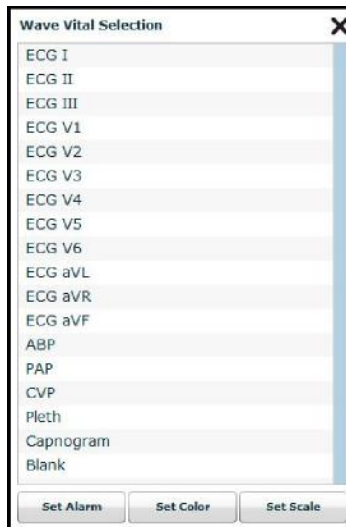 Wave Vital Selection
ECG I
ECG II
ECG III
ECG V1
ECG V2
ECG V3
ECG V4
ECG V5
ECG V6
ECG aVL
ECG aVR
ECG aVF
ABP
PAP
CVP
Pleth
Capnogram
Blank
Set Alarm Set Color Set Scale